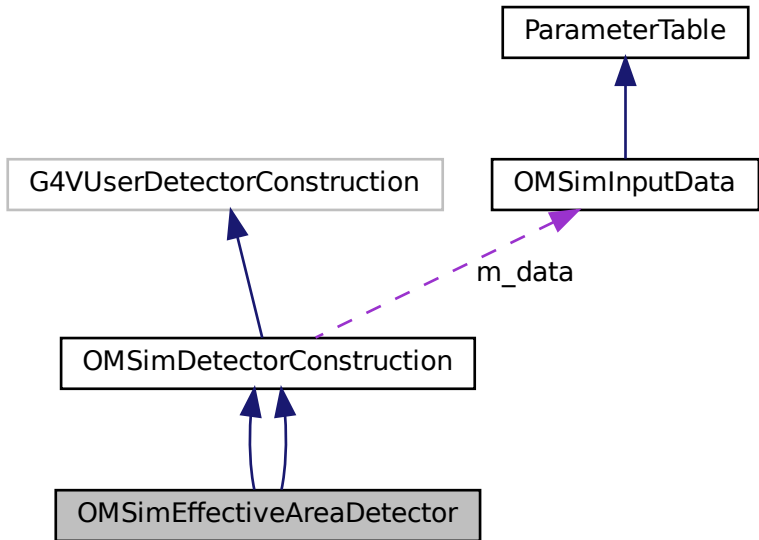 ParameterTable
G4VUserDetectorConstruction
OMSimInputData
m_data
OMSimDetectorConstruction
OMSimEffectiveAreaDetector